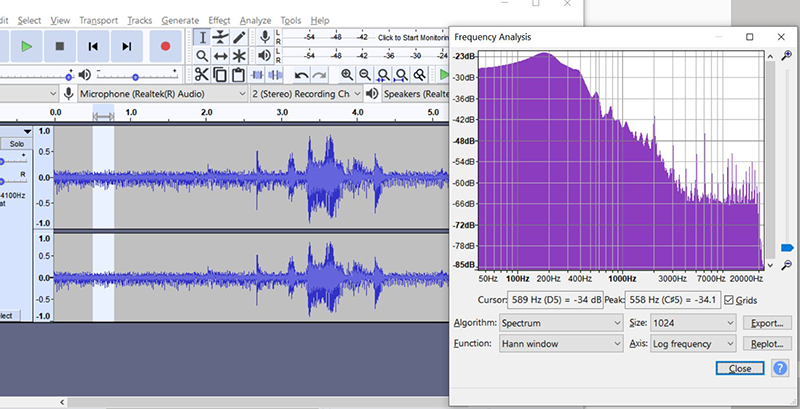 dit Select View Transport Tracks Generate Effect Analyze Tools Help
L R -54 -48 -42 Click to Start Monitoring
L R -54 -48 -42 -36 -30 -24
Microphone (Realtek(R) Audio) 2 (Stereo) Recording Ch Speakers (Realte
0.0 1.0 2.0 3.0 4.0 5.0
Solo
R
4100Hz
at
lect
1.0
0.5
0.0
-0.5
-1.0
1.0
0.5
0.0
-0.5
-1.0
Frequency Analysis
-23dB
-29dB
-36dB
-42dB
-48dB
-54dB
-60dB
-66dB
-72dB
-78dB
-85dB
50Hz 100Hz 200Hz 400Hz 1000Hz 3000Hz 7000Hz 20000Hz
Cursor: 589 Hz (D5) = -34 dB Peak: 558 Hz (C#5) = -34.1 Grids
Algorithm: Spectrum Size: 1024 Export...
Function: Hann window Axis: Log frequency Replot...
Close ?